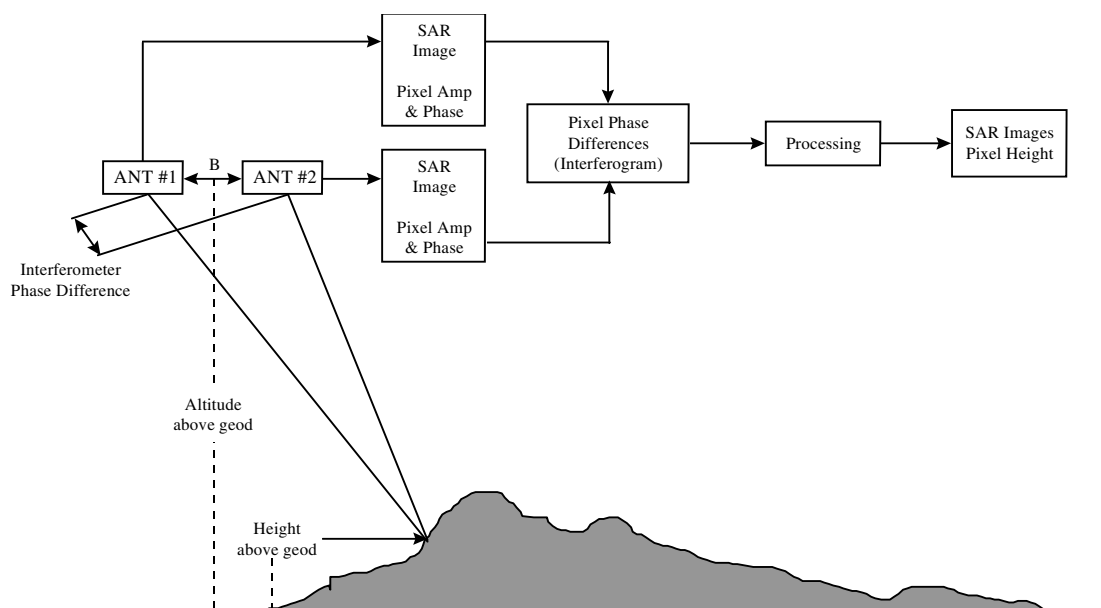 SAR
Image
Pixel Amp
& Phase
Pixel Phase
Differences
(Interferogram)
Processing
SAR Images
Pixel Height
ANT #1
B
ANT #2
SAR
Image
Pixel Amp
& Phase
Interferometer
Phase Difference
Altitude
above geod
Height
above geod